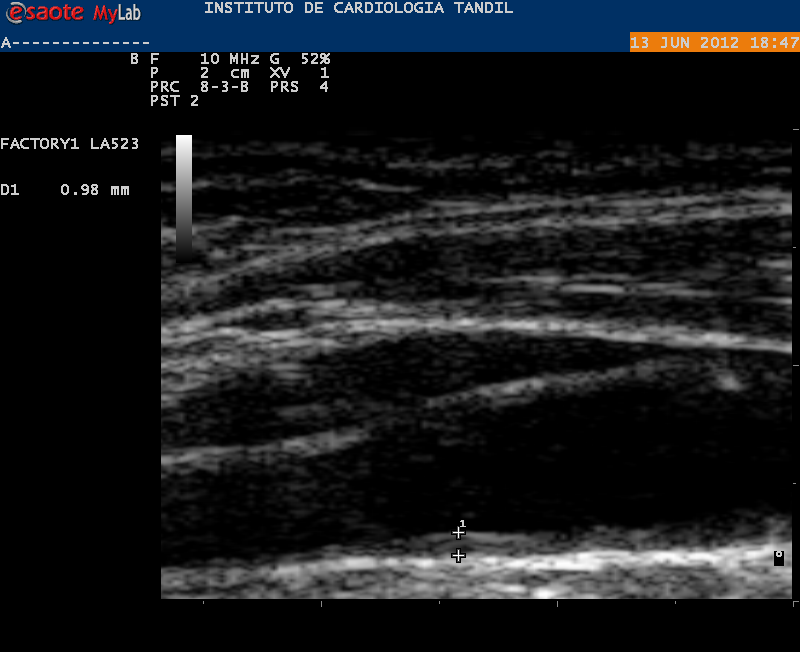 esaote MyLab
INSTITUTO DE CARDIOLOGIA TANDIL
A--------------
13 JUN 2012 18:47
B F 10 MHz G 52%
P 2 cm XV 1
PRC 8-3-B PRS 4
PST 2
FACTORY1 LA523
D1 0.98 mm
1